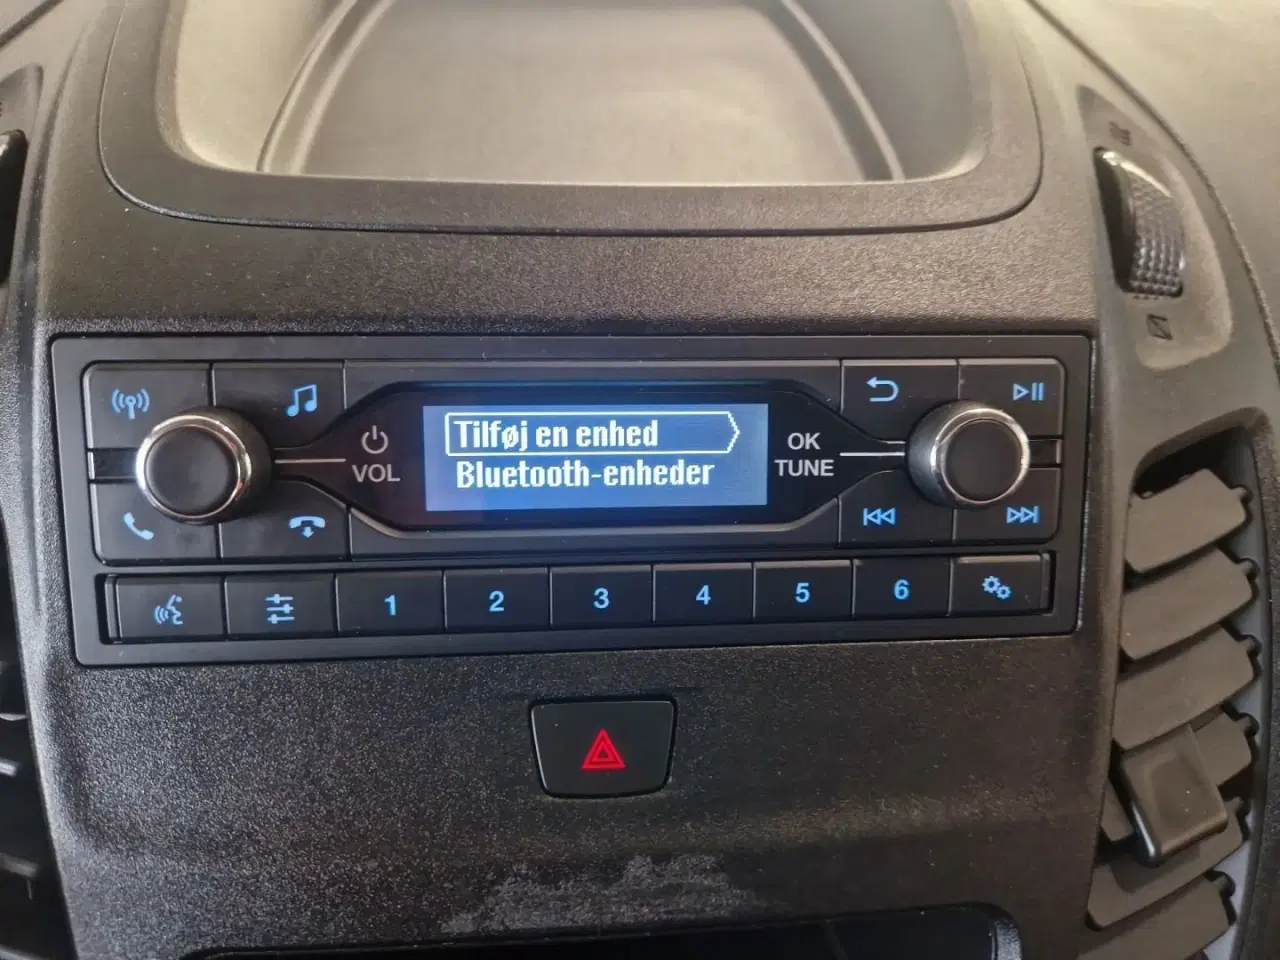 VOL
Tilføj en enhed
Bluetooth-enheder
OK
TUNE
1 2 3 4 5 6